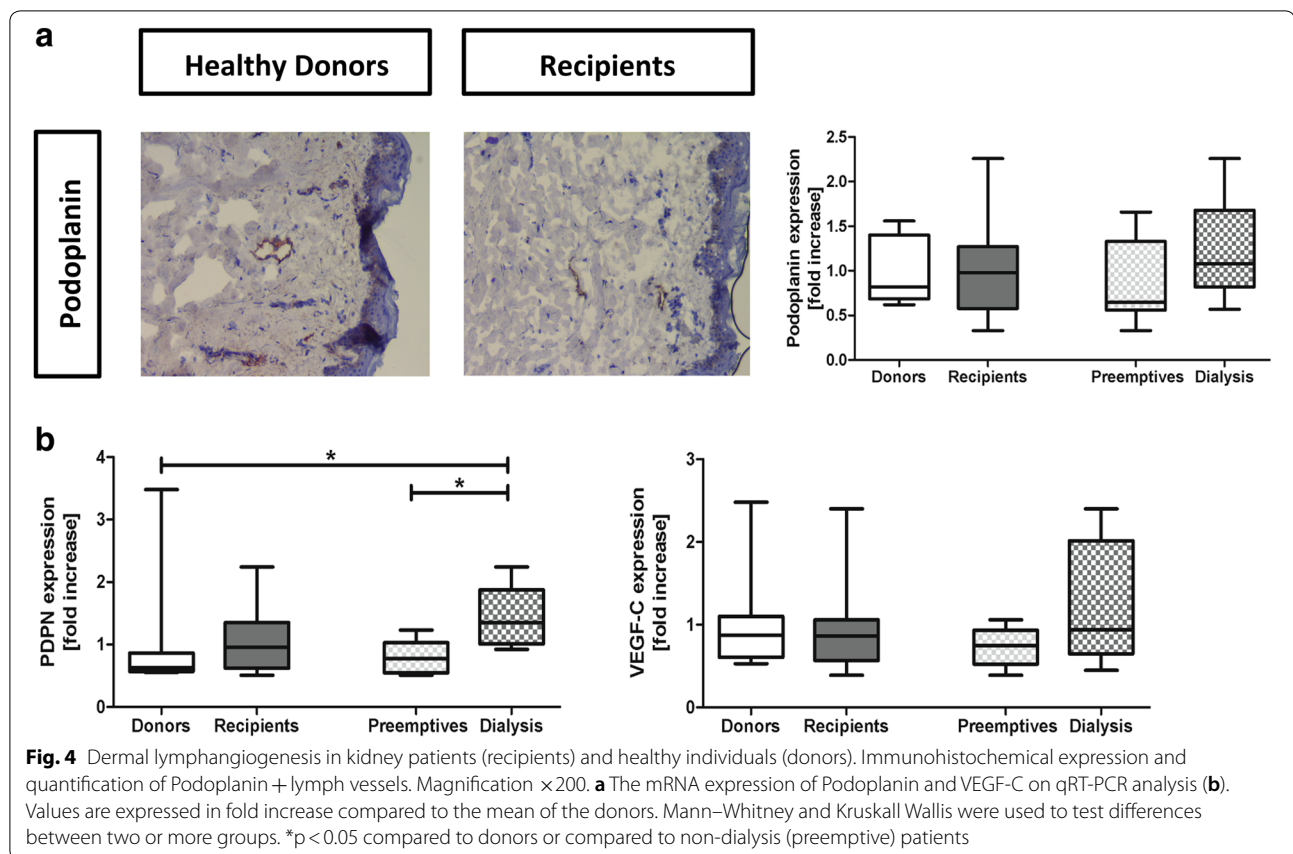 a
Healthy Donors
Recipients
Podoplanin
Podoplanin expression
[fold increase]
2.5
2.0
1.5
1.0
0.5
0.0
Donors Recipients Preemptives Dialysis
b
PDPN expression
[fold increase]
4
3
2
1
0
* 
*
Donors Recipients Preemptives Dialysis
VEGF-C expression
[fold increase]
3
2
1
0
Donors Recipients Preemptives Dialysis
Fig. 4 Dermal lymphangiogenesis in kidney patients (recipients) and healthy individuals (donors). Immunohistochemical expression and
quantification of Podoplanin + lymph vessels. Magnification ×200. a The mRNA expression of Podoplanin and VEGF-C on qRT-PCR analysis (b).
Values are expressed in fold increase compared to the mean of the donors. Mann–Whitney and Kruskall Wallis were used to test differences
between two or more groups. *p < 0.05 compared to donors or compared to non-dialysis (preemptive) patients